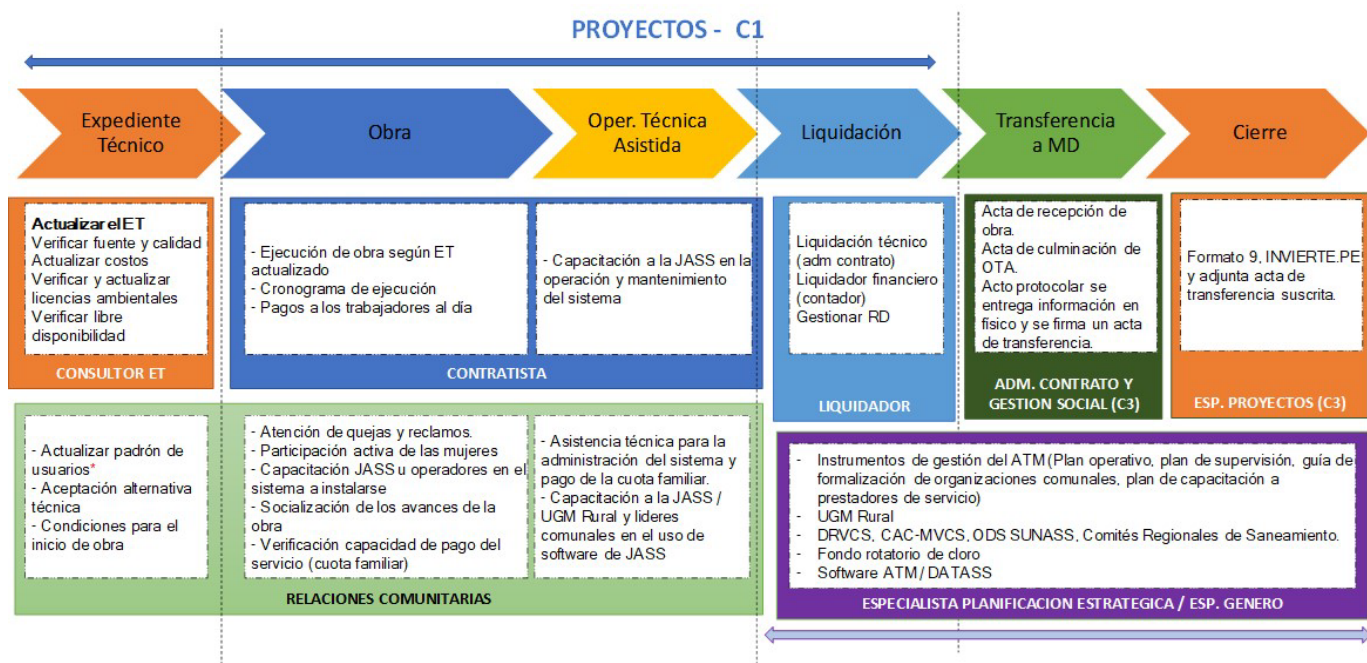 PROYECTOS - C1
Expediente
Técnico
Obra
Oper. Técnica
Asistida
Liquidación
Transferencia
a MD
Cierre
Actualizar el ET
Verificar fuente y calidad
Actualizar costos
Verificar y actualizar
licencias ambientales
Verificar libre
disponibilidad
CONSULTOR ET
- Ejecución de obra según ET
actualizado
- Cronograma de ejecución
- Pagos a los trabajadores al día
- Capacitación a la JASS en la
operación y mantenimiento
del sistema
CONTRATISTA
Liquidación técnico
(adm contrato)
Liquidador financiero
(contador)
Gestionar RD
LIQUIDADOR
Acta de recepción de
obra.
Acta de culminación de
OTA.
Acto protocolar se
entrega información en
físico y se firma un acta
de transferencia.
ADM. CONTRATO Y
GESTION SOCIAL (C3)
Formato 9, INVIERTE.PE
y adjunta acta de
transferencia suscrita.
ESP. PROYECTOS (C3)
- Actualizar padrón de
usuarios*
- Aceptación alternativa
técnica
- Condiciones para el
inicio de obra
- Atención de quejas y reclamos.
- Participación activa de las mujeres
- Capacitación JASS u operadores en el
sistema a instalarse
- Socialización de los avances de la
obra
- Verificación capacidad de pago del
servicio (cuota familiar)
- Asistencia técnica para la
administración del sistema y
pago de la cuota familiar.
- Capacitación a la JASS /
UGM Rural y lideres
comunales en el uso de
software de JASS
RELACIONES COMUNITARIAS
- Instrumentos de gestión del ATM (Plan operativo, plan de supervisión, guía de
formalización de organizaciones comunales, plan de capacitación a
prestadores de servicio)
- UGM Rural
- DRVCS, CAC-MVCS, ODS SUNASS, Comités Regionales de Saneamiento.
- Fondo rotatorio de cloro
- Software ATM / DATASS
ESPECIALISTA PLANIFICACION ESTRATEGICA / ESP. GENERO